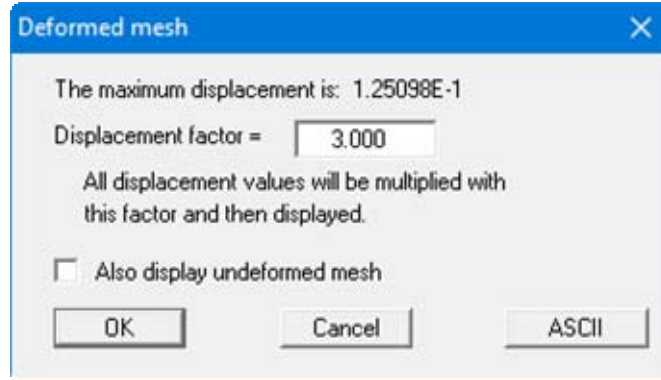 Deformed mesh
The maximum displacement is: 1.25098E-1
Displacement factor = 3.000
All displacement values will be multiplied with
this factor and then displayed.
Also display undeformed mesh
OK Cancel ASCII